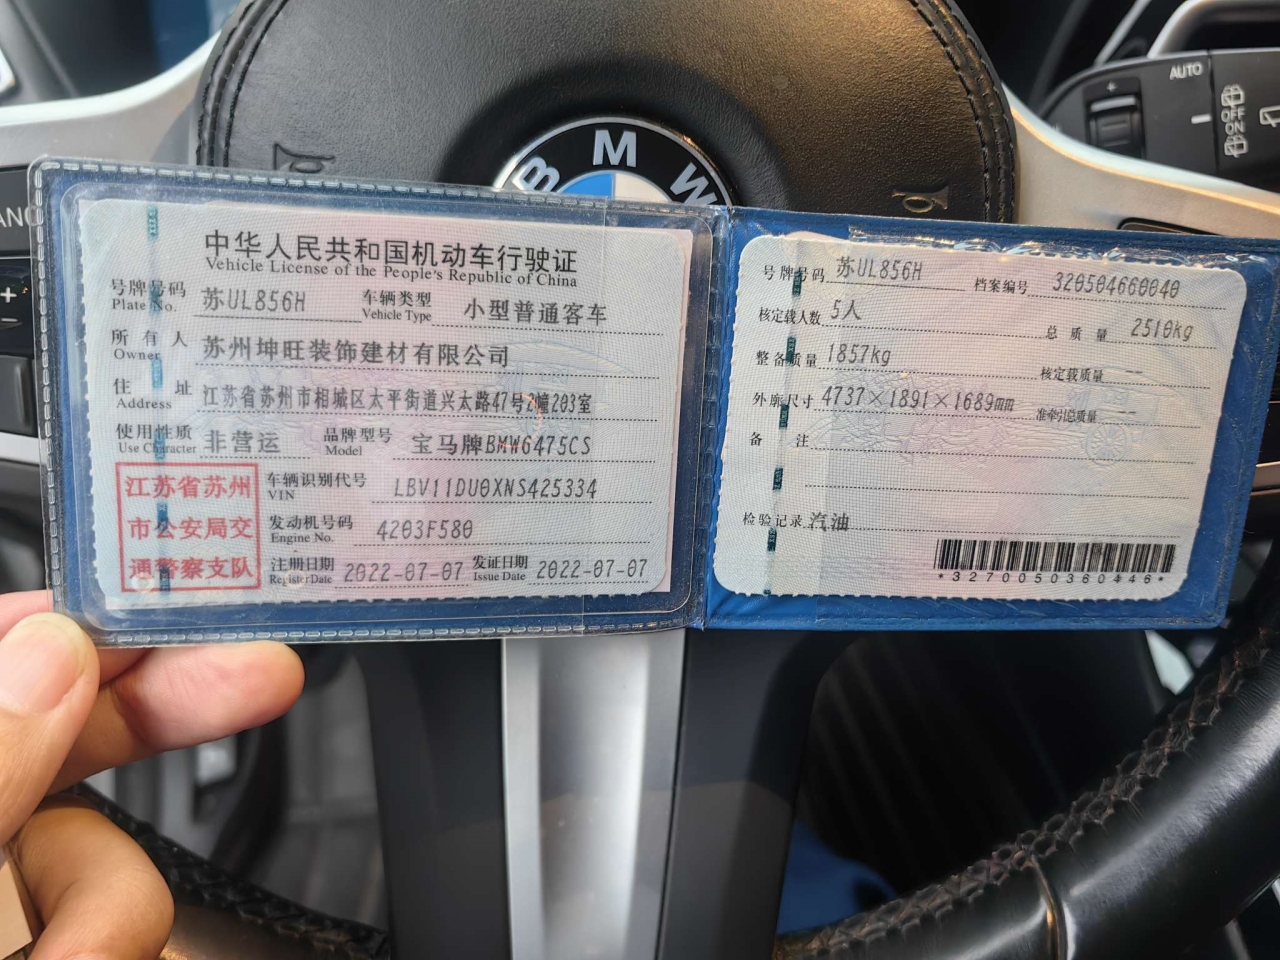 BMW
AUTO
OFF
ON
中华人民共和国机动车行驶证
Vehicle License of the People's Republic of China
号牌号码 Plate No. 苏UL856H 车辆类型 Vehicle Type 小型普通客车
所有人 Owner 苏州坤旺装饰建材有限公司
住址 Address 江苏省苏州市相城区太平街道兴太路47号2幢203室
使用性质 Use Character 非营运 品牌型号 Model 宝马牌BMW6475CS
江苏省苏州
市公安局交
通警察支队
车辆识别代号 VIN LBV11DU0XNS425334
发动机号码 Engine No. 4203F580
注册日期 Register Date 2022-07-07 发证日期 Issue Date 2022-07-07
号牌号码 苏UL856H 档案编号 320504660040
核定载人数 5人 总质量 2510kg
整备质量 1857kg 核定载质量 --
外廓尺寸 4737×1891×1689mm 准牵引总质量 --
备注
检验记录 汽油
*3270050360446*